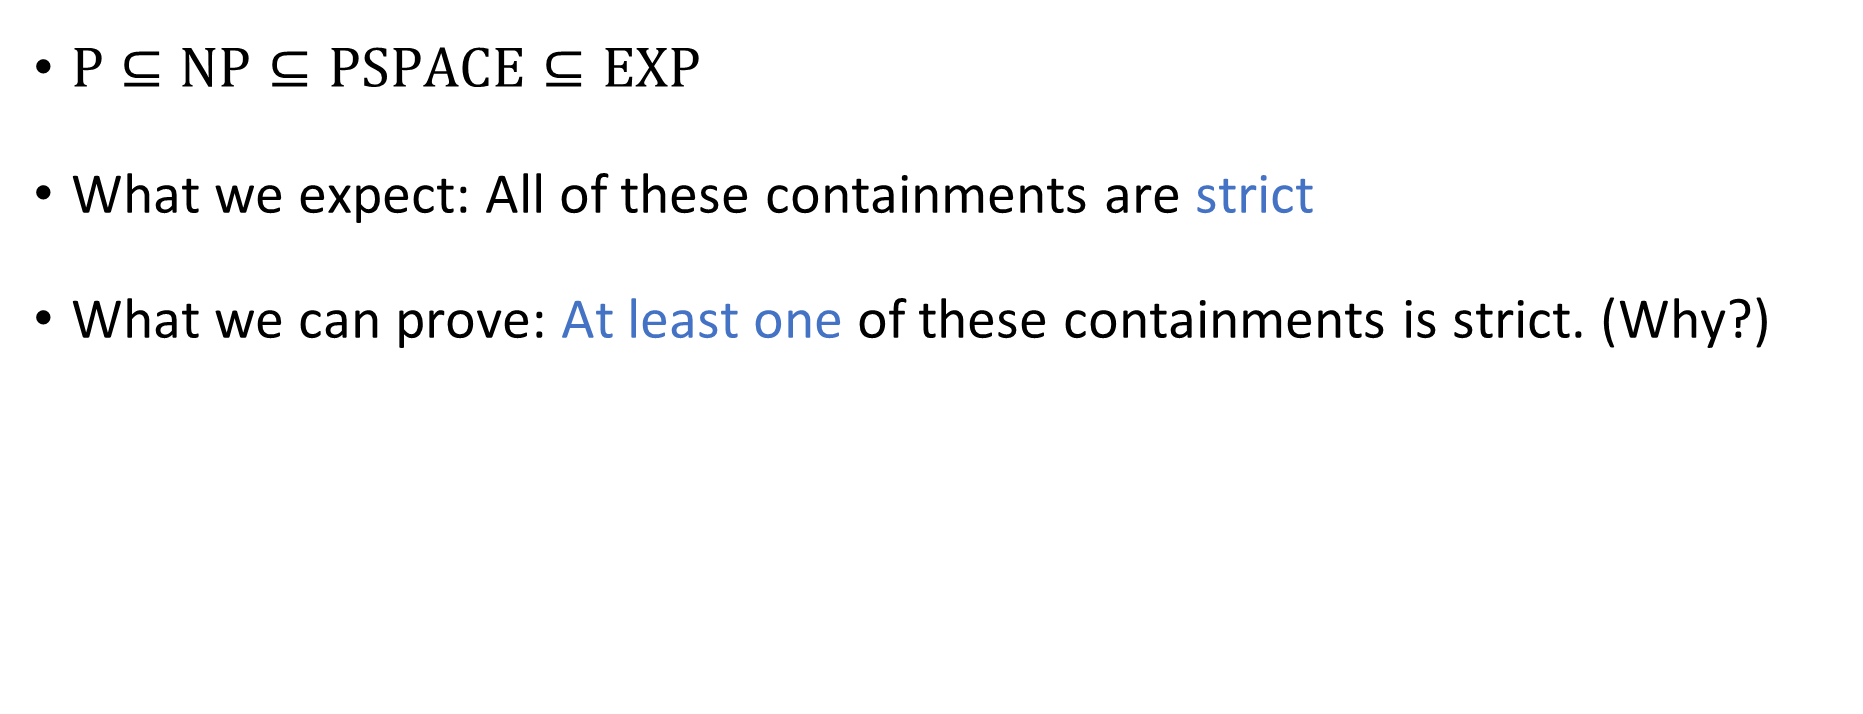 • P ⊆ NP ⊆ PSPACE ⊆ EXP
• What we expect: All of these containments are strict
• What we can prove: At least one of these containments is strict. (Why?)